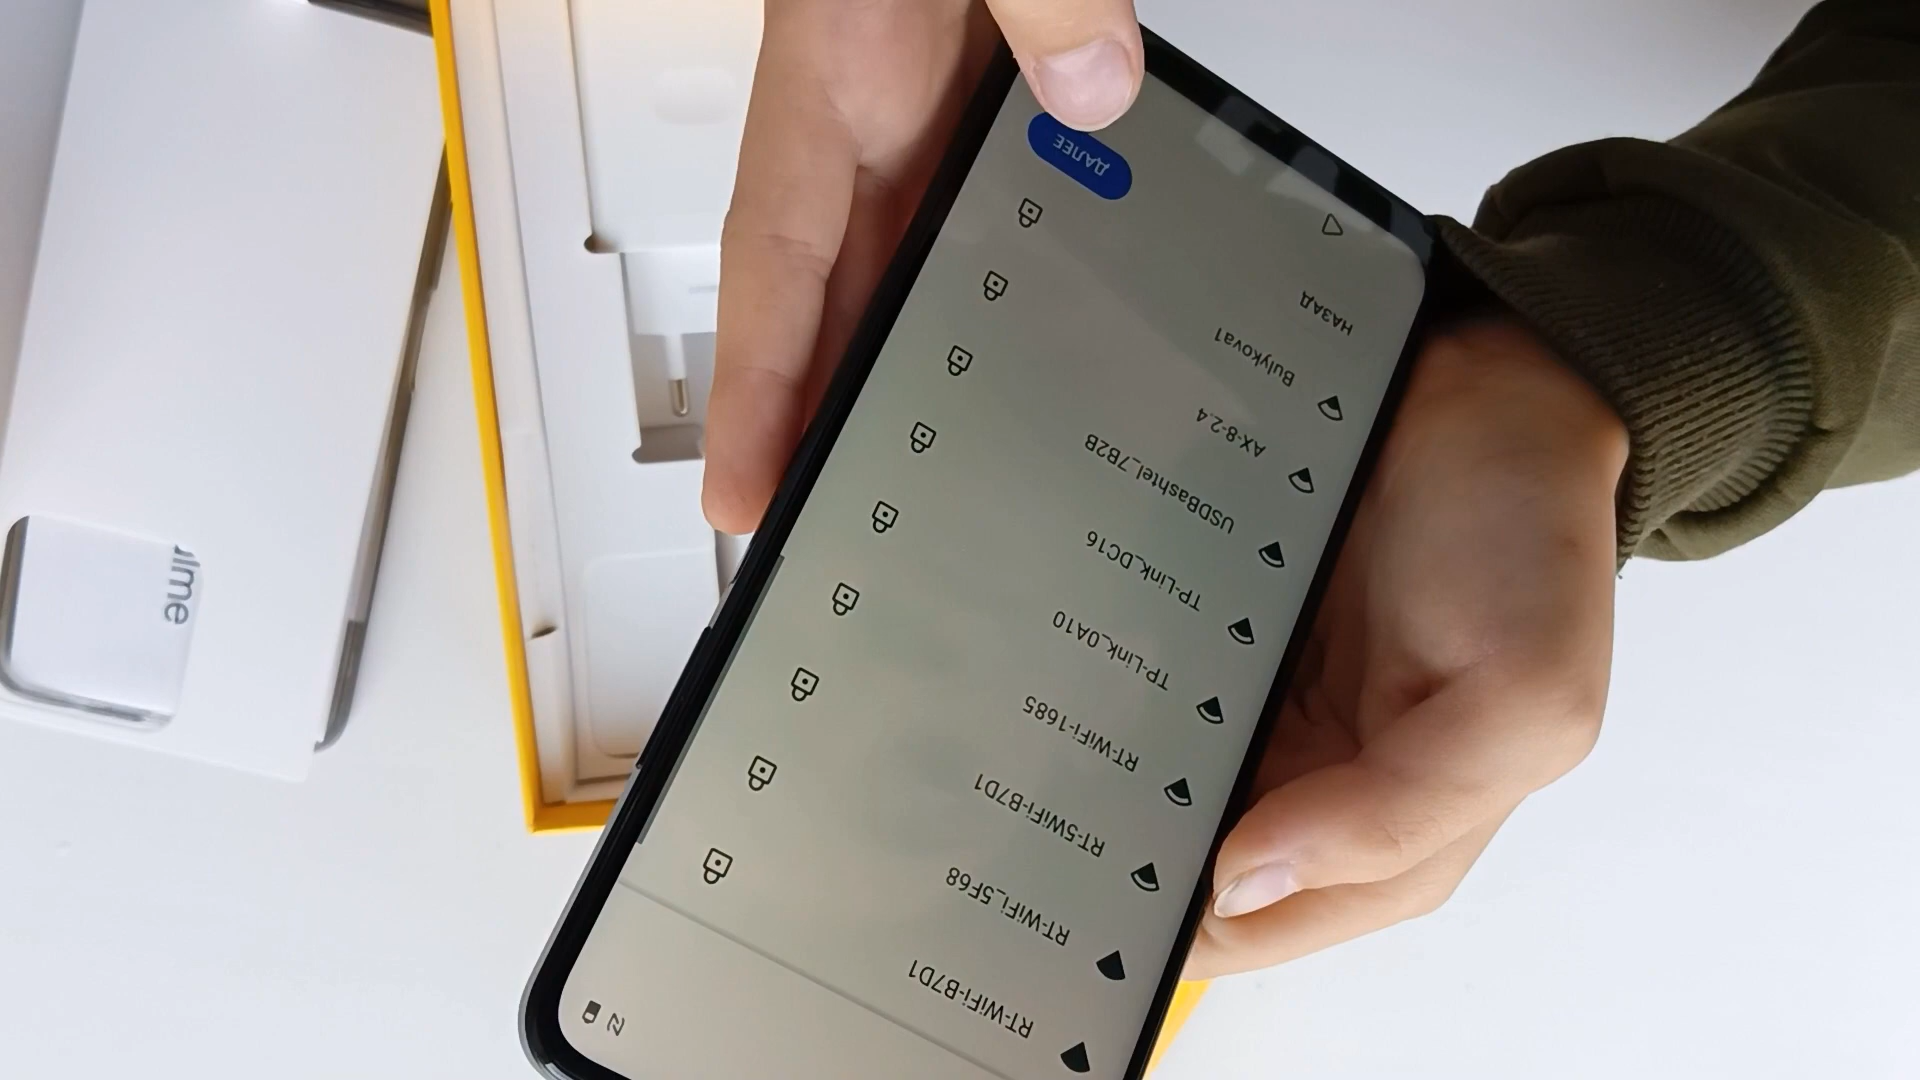 RT-WiFi-B7D1
RT-WiFi_5F68
RT-5WiFi-B7D1
RT-WiFi-1685
TP-Link_0A10
TP-Link_DC16
USDBashtel_7B2B
AX-8-2.4
Bulykova1
НАЗАД
ДАЛЕЕ